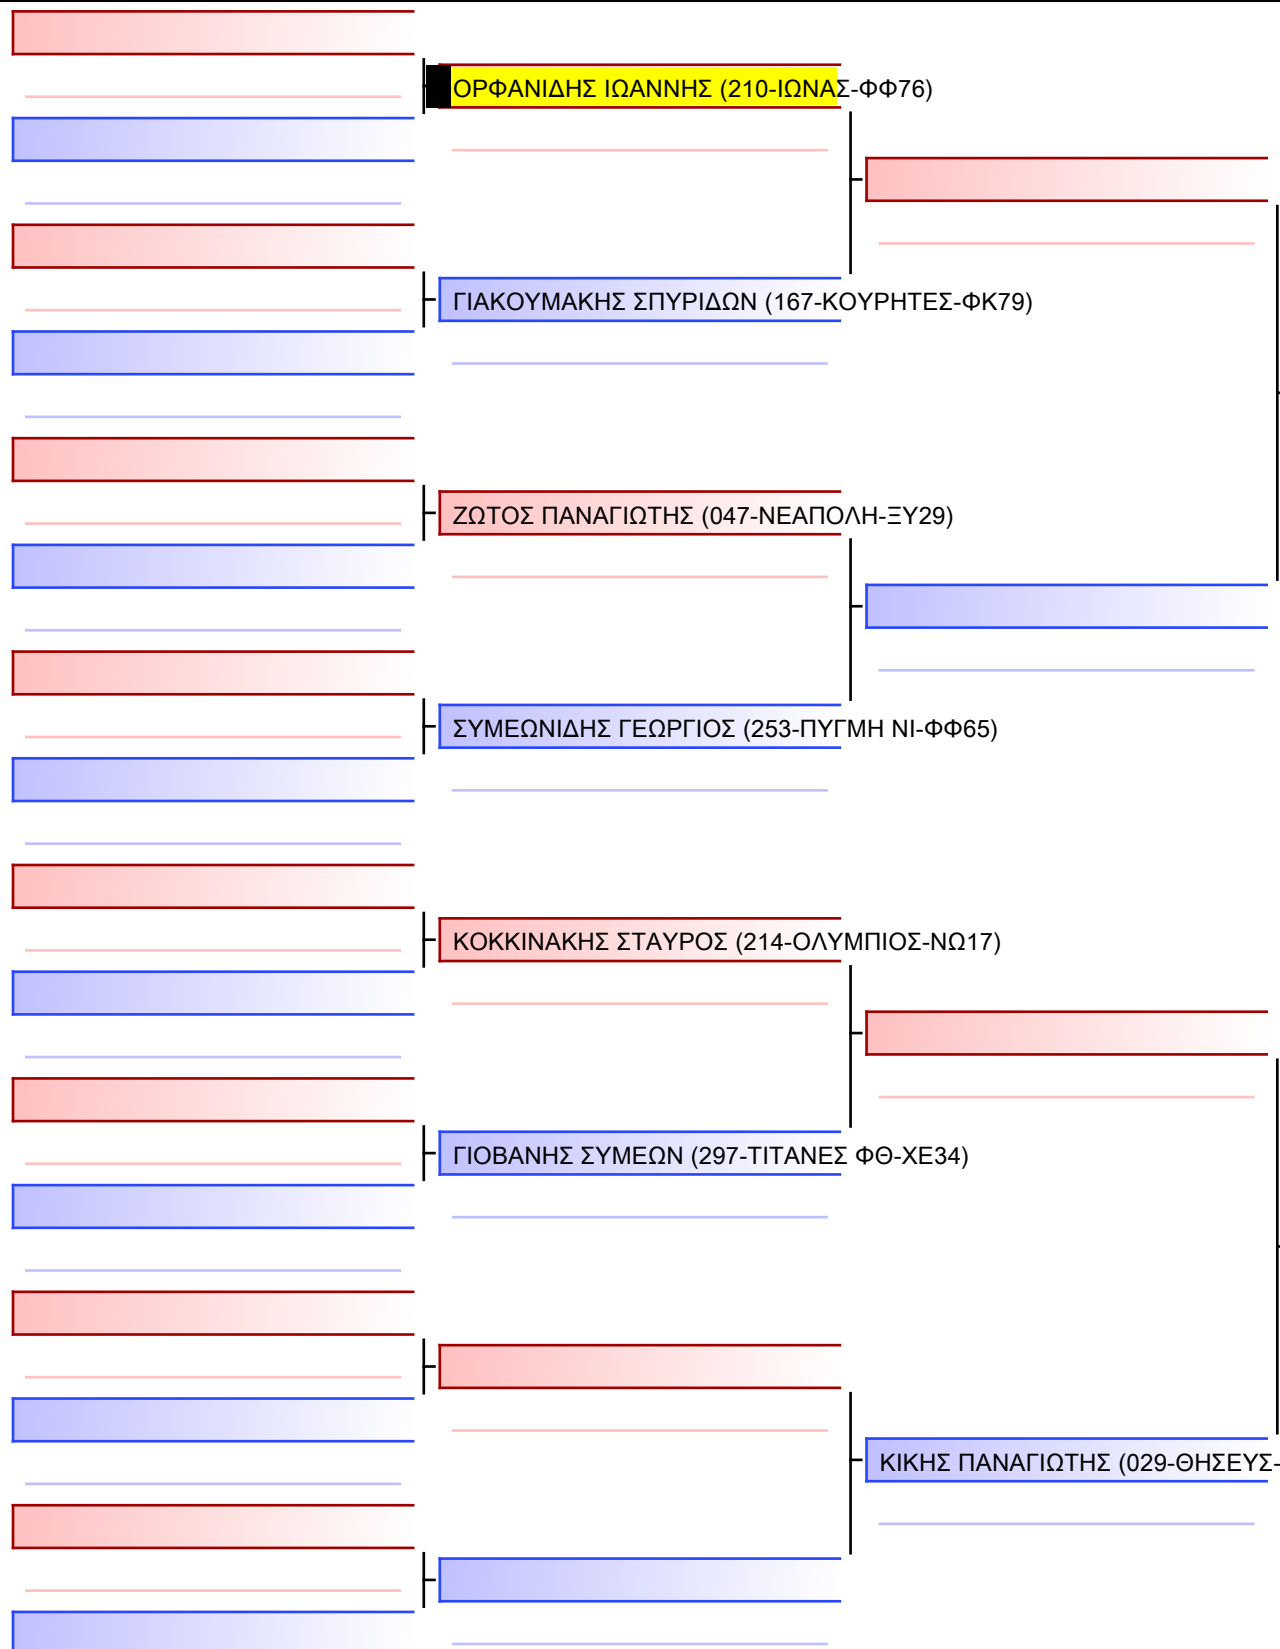 ΟΡΦΑΝΙΔΗΣ ΙΩΑΝΝΗΣ (210-ΙΩΝΑΣ-ΦΦ76)
ΓΙΑΚΟΥΜΑΚΗΣ ΣΠΥΡΙΔΩΝ (167-ΚΟΥΡΗΤΕΣ-ΦΚ79)
ΖΩΤΟΣ ΠΑΝΑΓΙΩΤΗΣ (047-ΝΕΑΠΟΛΗ-ΞΥ29)
ΣΥΜΕΩΝΙΔΗΣ ΓΕΩΡΓΙΟΣ (253-ΠΥΓΜΗ ΝΙ-ΦΦ65)
ΚΟΚΚΙΝΑΚΗΣ ΣΤΑΥΡΟΣ (214-ΟΛΥΜΠΙΟΣ-ΝΩ17)
ΓΙΟΒΑΝΗΣ ΣΥΜΕΩΝ (297-ΤΙΤΑΝΕΣ ΦΘ-ΧΕ34)
ΚΙΚΗΣ ΠΑΝΑΓΙΩΤΗΣ (029-ΘΗΣΕΥΣ-